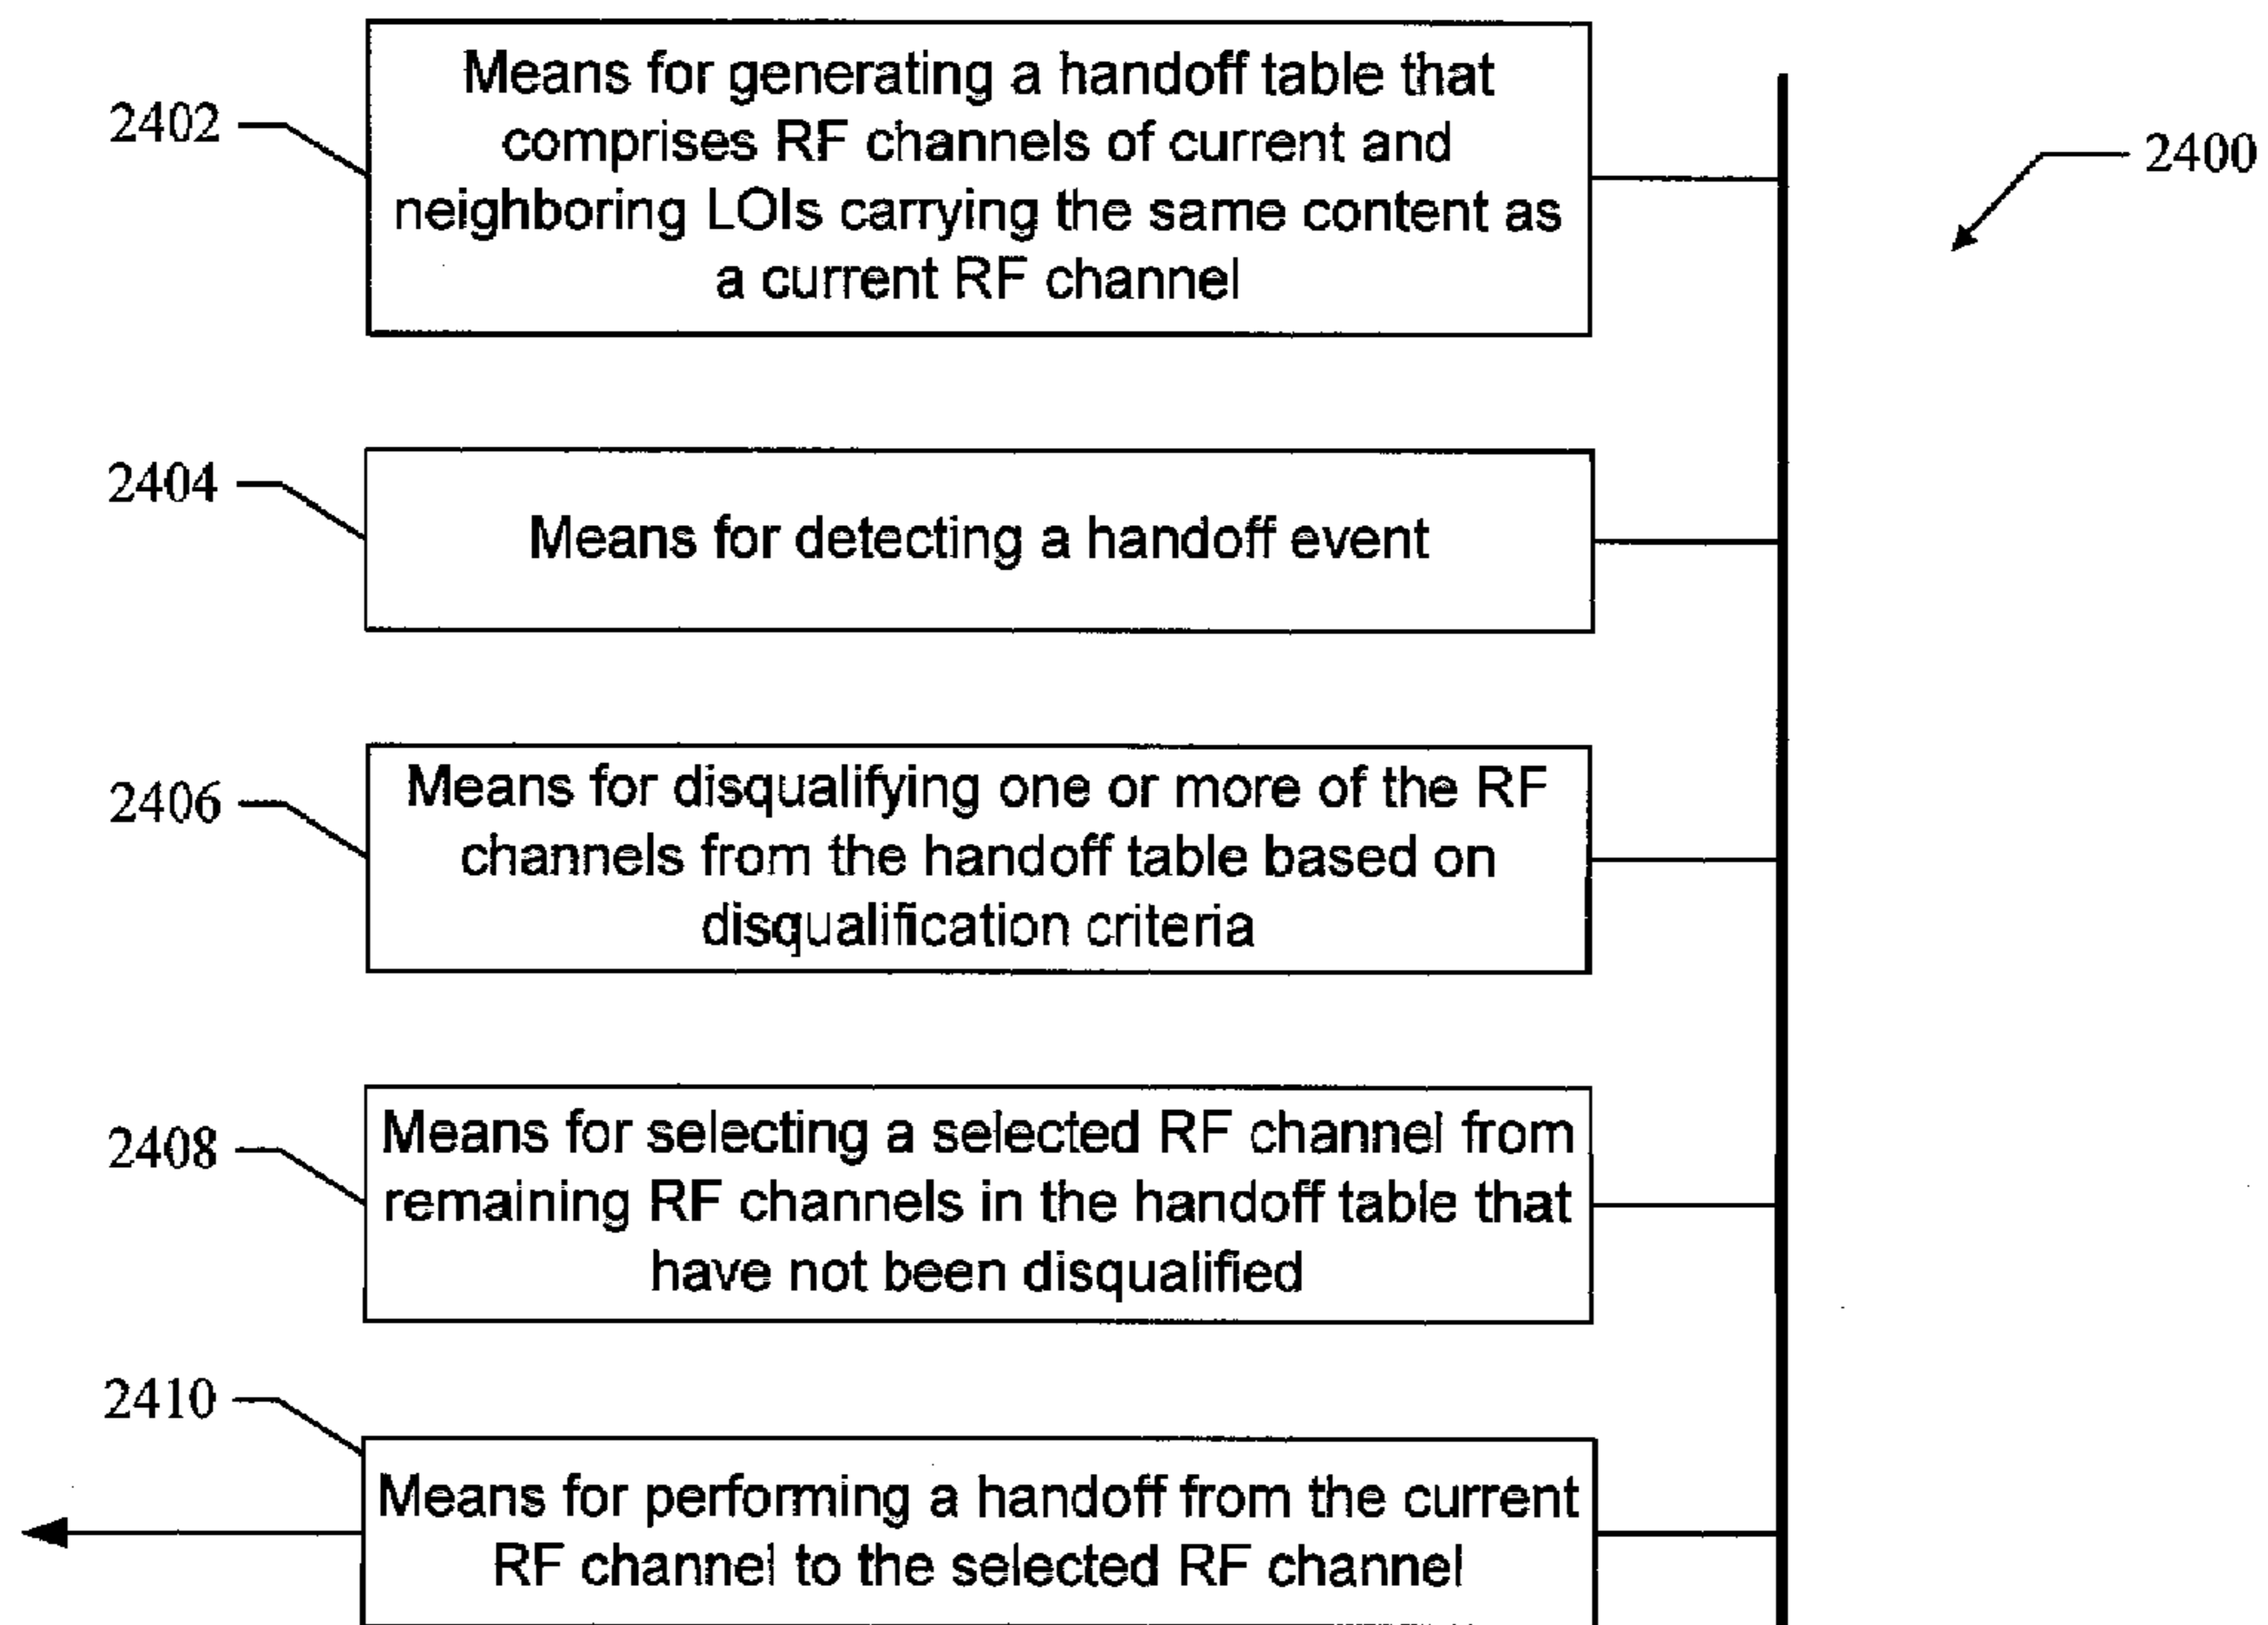 Means for generating a handoff table that
comprises RF channels of current and
neighboring LOIs carrying the same content as
a current RF channel
2402
2400
2404
Means for detecting a handoff event
2406
Means for disqualifying one or more of the RF
channels from the handoff table based on
disqualification criteria
2408
Means for selecting a selected RF channel from
remaining RF channels in the handoff table that
have not been disqualified
2410
Means for performing a handoff from the current
RF channel to the selected RF channel